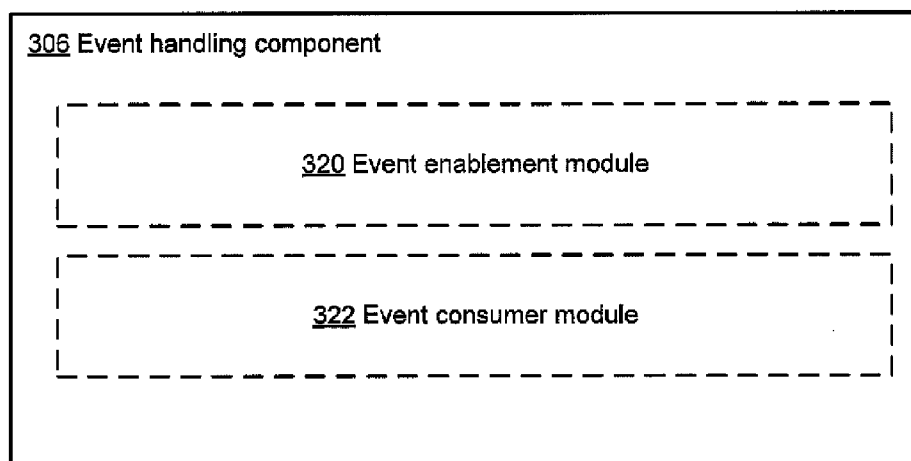 306 Event handling component
320 Event enablement module
322 Event consumer module